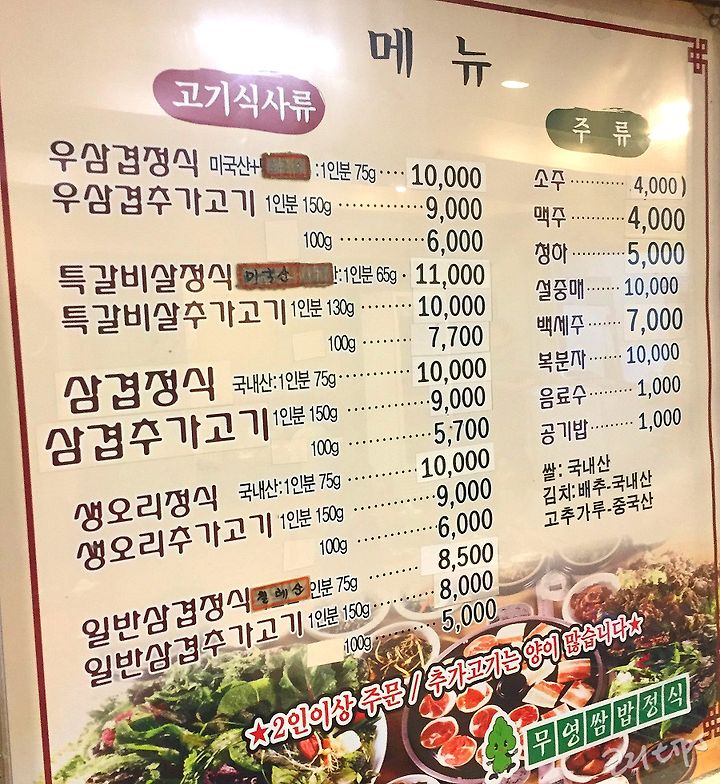 메뉴
고기식사류
우삼겹정식 미국산+ :1인분 75g ···· 10,000
우삼겹추가고기 1인분 150g ········ 9,000
100g ·········· 6,000
특갈비살정식 미국산 :1인분 65g · 11,000
특갈비살추가고기 1인분 130g ········ 10,000
100g ·········· 7,700
삼겹정식 국내산:1인분 75g ········ 10,000
삼겹추가고기 1인분 150g ········ 9,000
100g ·········· 5,700
생오리정식 국내산:1인분 75g ········ 10,000
생오리추가고기 1인분 150g ········ 9,000
100g ·········· 6,000
일반삼겹정식 칠레산 인분 75g ········ 8,500
일반삼겹추가고기 1인분 150g ········ 8,000
100g ·········· 5,000
주류
소주 ········ 4,000)
맥주 ········ 4,000
청하 ········ 5,000
설중매 ····· 10,000
백세주 ······ 7,000
복분자 ····· 10,000
음료수 ······ 1,000
공기밥 ······ 1,000
쌀: 국내산
김치:배추-국내산
고추가루-중국산
★2인이상 주문 / 추가고기는 양이 많습니다★
무영쌈밥정식